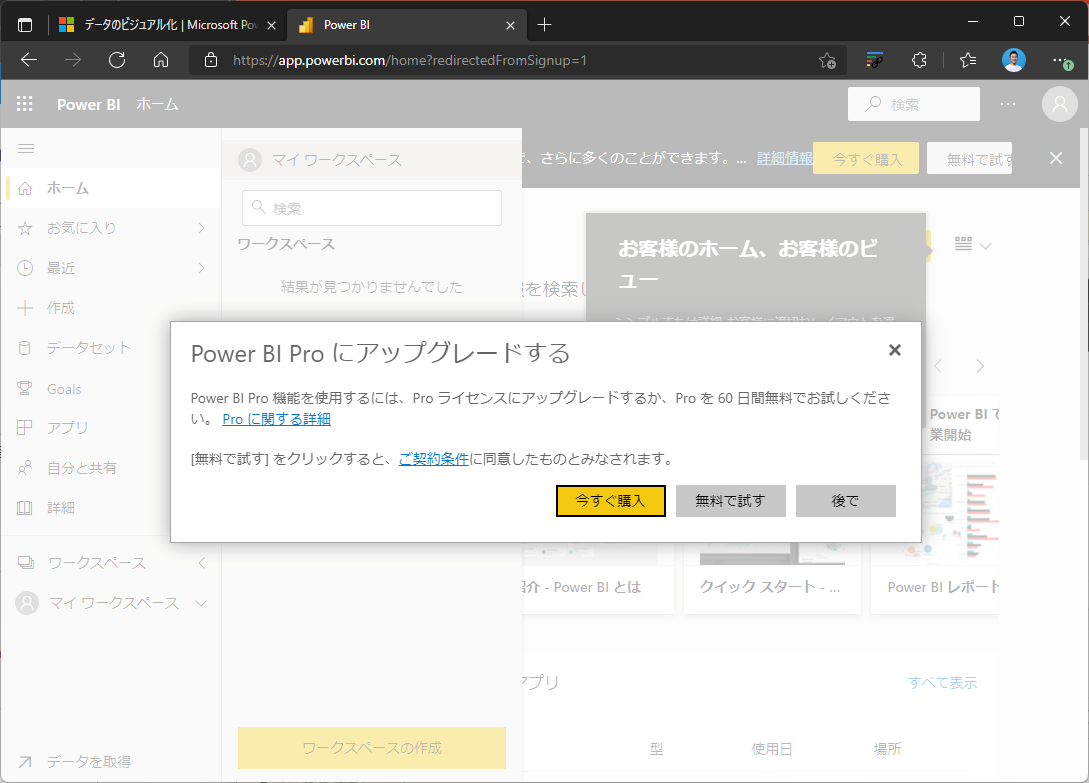 データのビジュアル化 | Microsoft Po
Power BI
https://app.powerbi.com/home?redirectedFromSignup=1
Power BI ホーム
検索
マイ ワークスペース
で、さらに多くのことができます。... 詳細情報
今すぐ購入
無料で試す
ホーム
お気に入り
最近
作成
データセット
Goals
アプリ
自分と共有
詳細
ワークスペース
マイ ワークスペース
データを取得
検索
ワークスペース
結果が見つかりませんでした
ワークスペースの作成
お客様のホーム、お客様のビ
ュー
報を検索し
Power BI Pro にアップグレードする
Power BI Pro 機能を使用するには、Pro ライセンスにアップグレードするか、Pro を 60 日間無料でお試しくださ
い。 Pro に関する詳細
[無料で試す] をクリックすると、ご契約条件に同意したものとみなされます。
今すぐ購入
無料で試す
後で
Power BI で
業開始
紹介 - Power BI とは
クイック スタート - ...
Power BI レポート
アプリ
すべて表示
型
使用日
場所